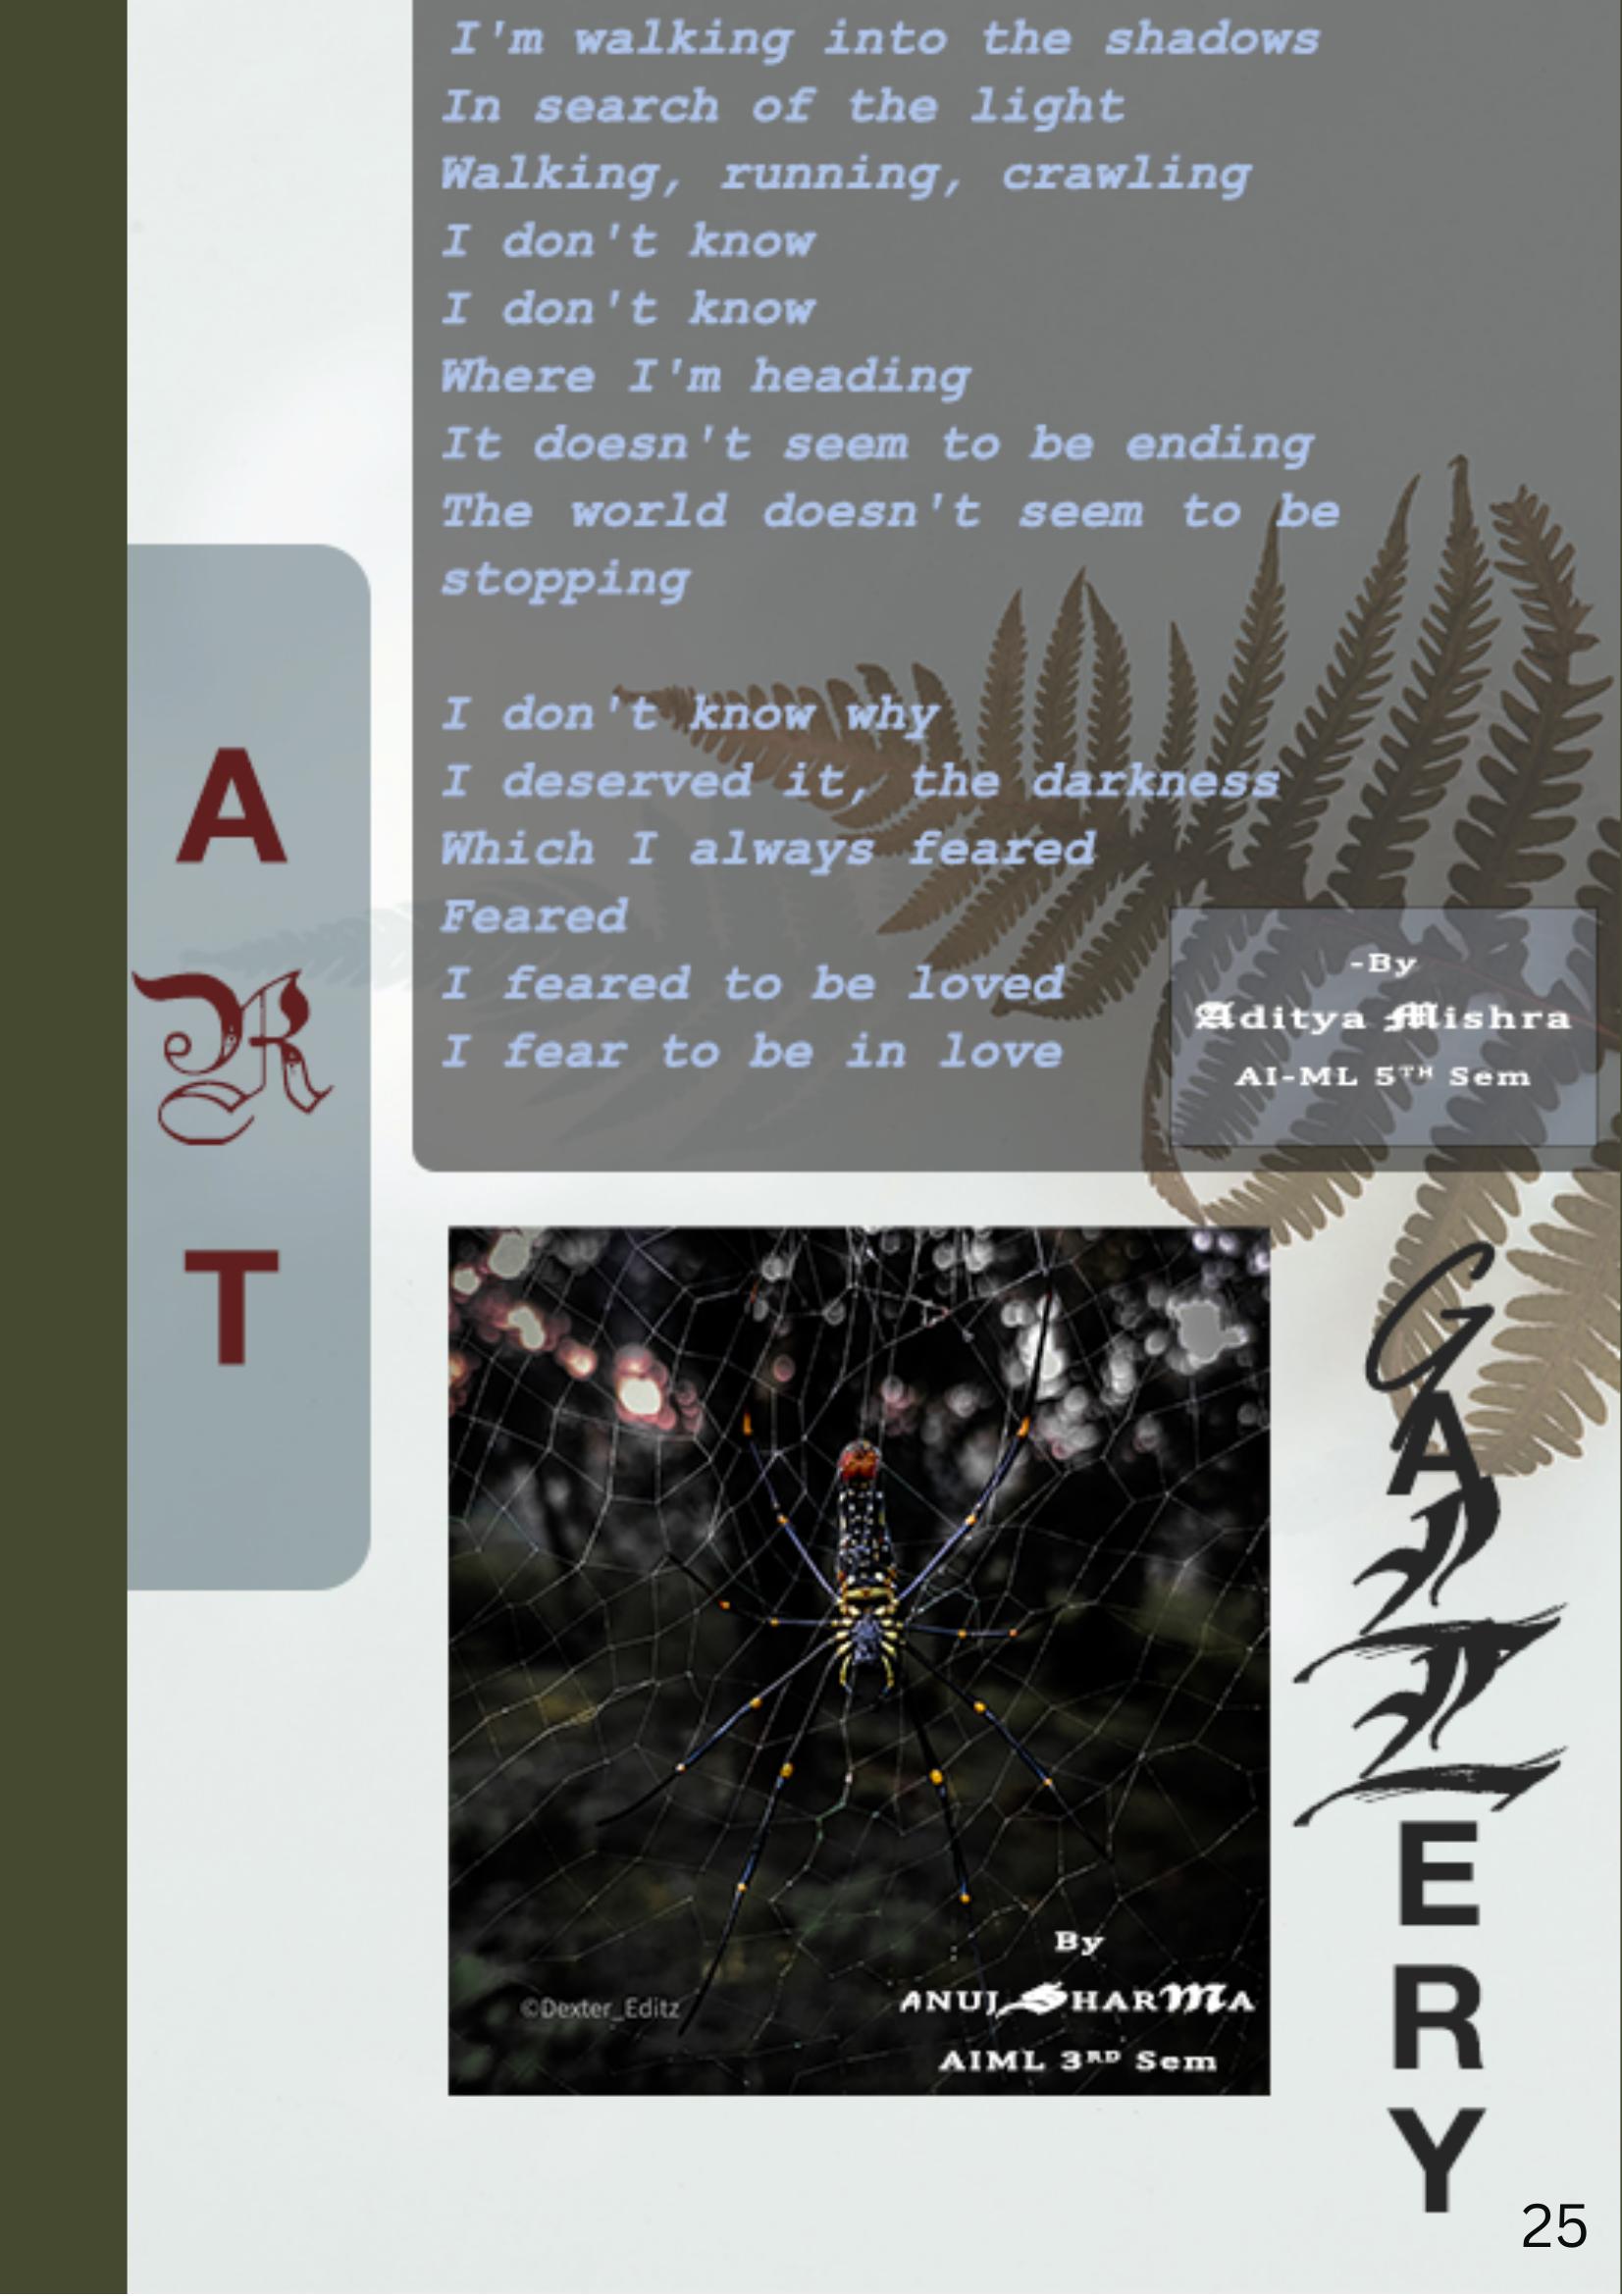 I'm walking into the shadows
In search of the light
Walking, running, crawling
I don't know
I don't know
Where I'm heading
It doesn't seem to be ending
The world doesn't seem to be
stopping
I don't know why
I deserved it, the darkness
Which I always feared
Feared
I feared to be loved
I fear to be in love
-By
Aditya Mishra
AI-ML 5TH Sem
A
R
T
G
A
L
L
E
R
Y
By
ANUJ SHARMA
AIML 3RD Sem
©Dexter_Editz
25